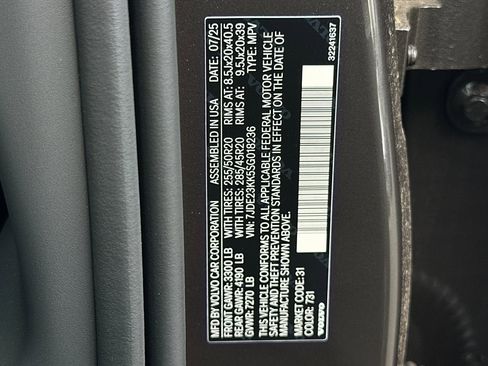 MFD BY VOLVO CAR CORPORATION ASSEMBLED IN USA DATE: 07/25
FRONT GAWR: 3300 LB WITH TIRES: 255/50R20 RIMS AT: 8.5Jx20x40.5
REAR GAWR: 4190 LB WITH TIRES: 285/45R20 RIMS AT: 9.5Jx20x39
GVWR: 7270 LB VIN: 7JDE23KK5SG018236 TYPE: MPV
THIS VEHICLE CONFORMS TO ALL APPLICABLE FEDERAL MOTOR VEHICLE
SAFETY AND THEFT PREVENTION STANDARDS IN EFFECT ON THE DATE OF
MANUFACTURE SHOWN ABOVE.
MARKET CODE: 31
COLOR: 731
VOLVO
32241637